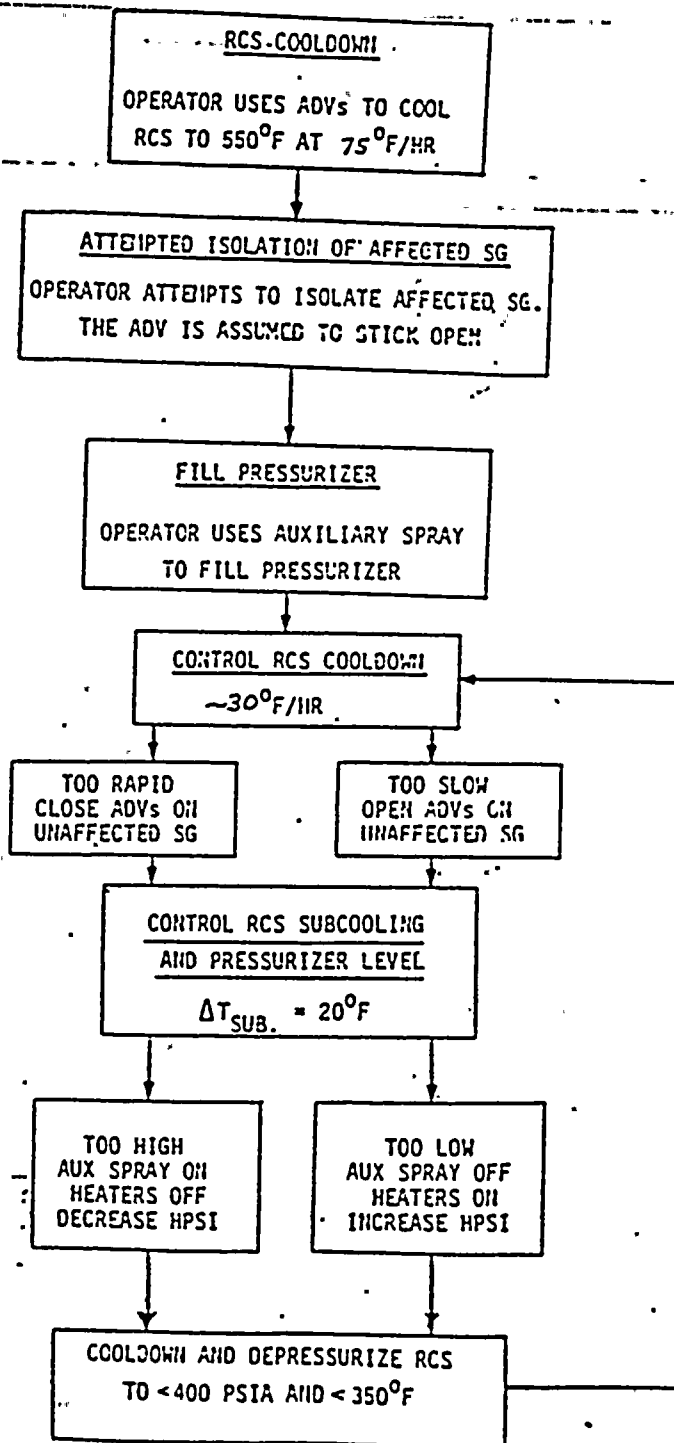 RCS-COOLDOWN
OPERATOR USES ADVs TO COOL
RCS TO 550°F AT 75°F/HR
ATTEMPTED ISOLATION OF AFFECTED SG
OPERATOR ATTEMPTS TO ISOLATE AFFECTED SG.
THE ADV IS ASSUMED TO STICK OPEN
FILL PRESSURIZER
OPERATOR USES AUXILIARY SPRAY
TO FILL PRESSURIZER
CONTROL RCS COOLDOWN
~30°F/HR
TOO RAPID
CLOSE ADVs ON
UNAFFECTED SG
TOO SLOW
OPEN ADVs ON
UNAFFECTED SG
CONTROL RCS SUBCOOLING
AND PRESSURIZER LEVEL
ΔTSUB. = 20°F
TOO HIGH
AUX SPRAY ON
HEATERS OFF
DECREASE HPSI
TOO LOW
AUX SPRAY OFF
HEATERS ON
INCREASE HPSI
COOLDOWN AND DEPRESSURIZE RCS
TO <400 PSIA AND <350°F